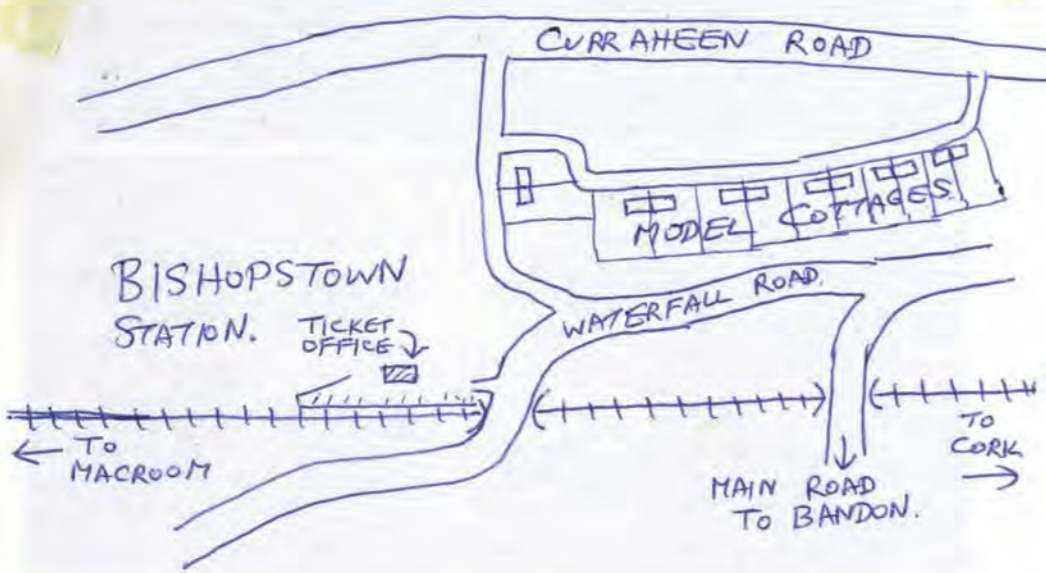 CURRAHEEN ROAD
MODEL COTTAGES
BISHOPSTOWN
STATION.
TICKET
OFFICE
WATERFALL ROAD.
TO
MACROOM
TO
CORK
MAIN ROAD
TO BANDON.